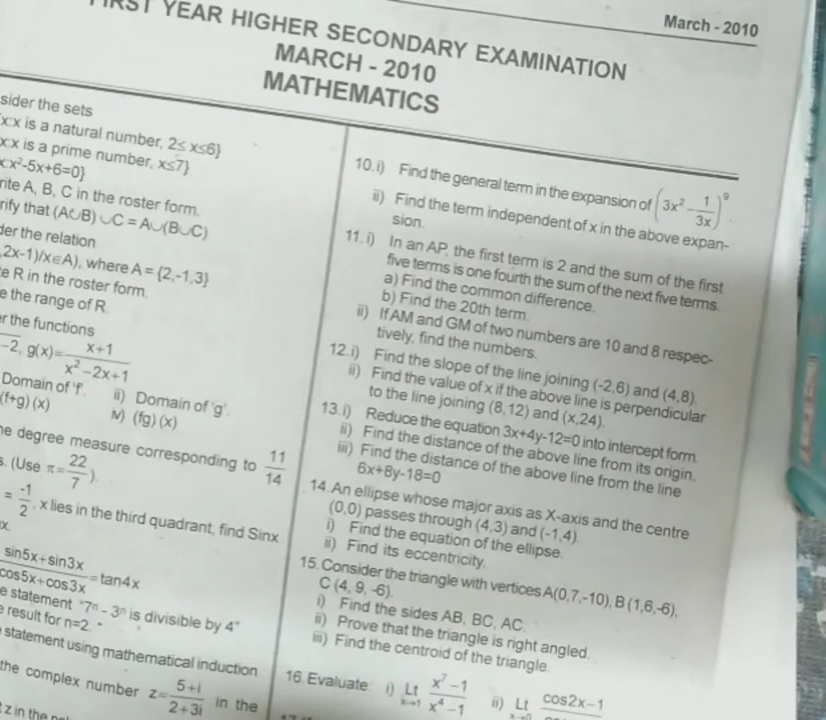 March - 2010
FIRST YEAR HIGHER SECONDARY EXAMINATION
MARCH - 2010
MATHEMATICS
sider the sets
x:x is a natural number, 2≤ x≤6}
x:x is a prime number, x≤7}
x:x²-5x+6=0}
rite A, B, C in the roster form.
rify that (A∪B) ∪C = A∪(B∪C)
der the relation
,2x-1)/x∈A), where A = {2,-1,3}
te R in the roster form.
e the range of R
er the functions
-2, g(x)= x+1 / x² -2x+1
Domain of 'f'. ii) Domain of 'g'.
(f+g) (x) iv) (fg) (x)
he degree measure corresponding to 11/14
s. (Use π= 22/7 ).
= -1/2 , x lies in the third quadrant, find Sinx
x.
sin5x+sin3x / cos5x+cos3x =tan4x
e statement "7ⁿ - 3ⁿ is divisible by 4"
e result for n=2.
statement using mathematical induction
the complex number z= 5+i / 2+3i in the
z in the
10.i) Find the general term in the expansion of (3x² - 1/3x)⁹.
ii) Find the term independent of x in the above expan-
sion.
11.i) In an AP, the first term is 2 and the sum of the first
five terms is one fourth the sum of the next five terms.
a) Find the common difference.
b) Find the 20th term.
ii) If AM and GM of two numbers are 10 and 8 respec-
tively, find the numbers.
12.i) Find the slope of the line joining (-2,6) and (4,8).
ii) Find the value of x if the above line is perpendicular
to the line joining (8,12) and (x,24).
13.i) Reduce the equation 3x+4y-12=0 into intercept form.
ii) Find the distance of the above line from its origin.
iii) Find the distance of the above line from the line
6x+8y-18=0
14. An ellipse whose major axis as X-axis and the centre
(0,0) passes through (4,3) and (-1,4).
i) Find the equation of the ellipse.
ii) Find its eccentricity.
15. Consider the triangle with vertices A(0,7,-10), B (1,6,-6),
C (4, 9, -6).
i) Find the sides AB, BC, AC.
ii) Prove that the triangle is right angled.
iii) Find the centroid of the triangle.
16. Evaluate i) Lt x→1 x⁷ -1 / x⁴ -1 ii) Lt x→0 cos2x-1